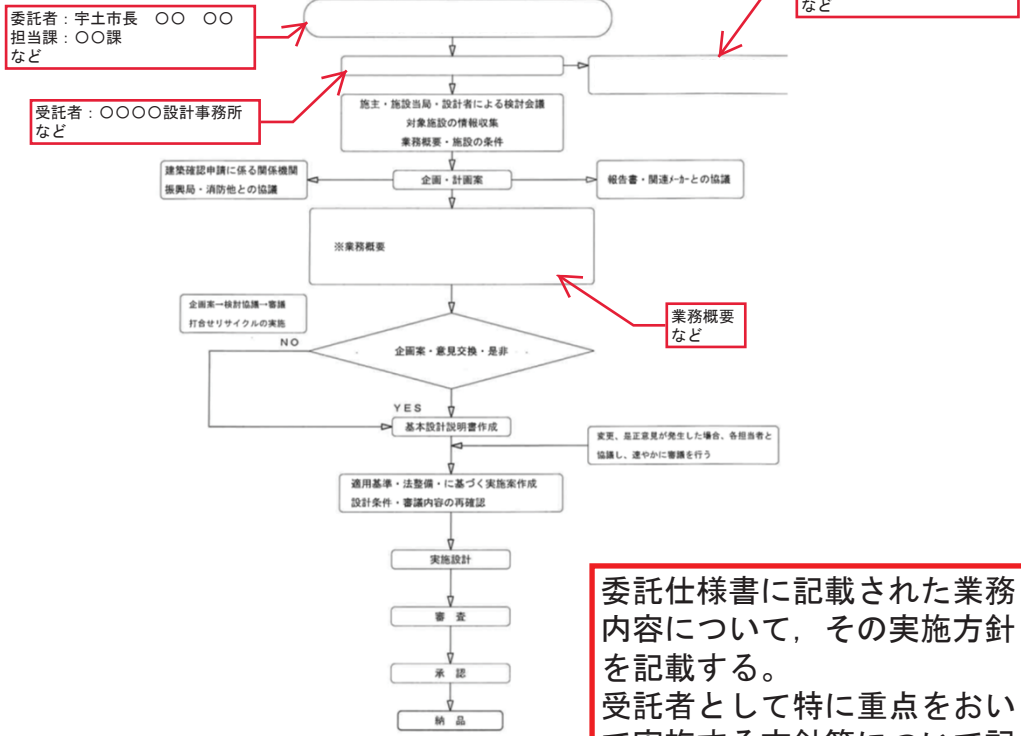 など
委託者：宇土市長　○○　○○
担当課：○○課
など
受託者：○○○○設計事務所
など
施主・施設当局・設計者による検討会議
対象施設の情報収集
業務概要・施設の条件
建築確認申請に係る関係機関
振興局・消防他との協議
企画・計画案
報告書・関連ﾒｰｶｰとの協議
※業務概要
企画案→検討協議→審議
打合せリサイクルの実施
業務概要
など
NO
企画案・意見交換・是非
YES
基本設計説明書作成
変更、是正意見が発生した場合、各担当者と
協議し、速やかに審議を行う
適用基準・法整備・に基づく実施案作成
設計条件・審議内容の再確認
実施設計
審　査
承　認
納　品
委託仕様書に記載された業務
内容について，その実施方針
を記載する。
受託者として特に重点をおい